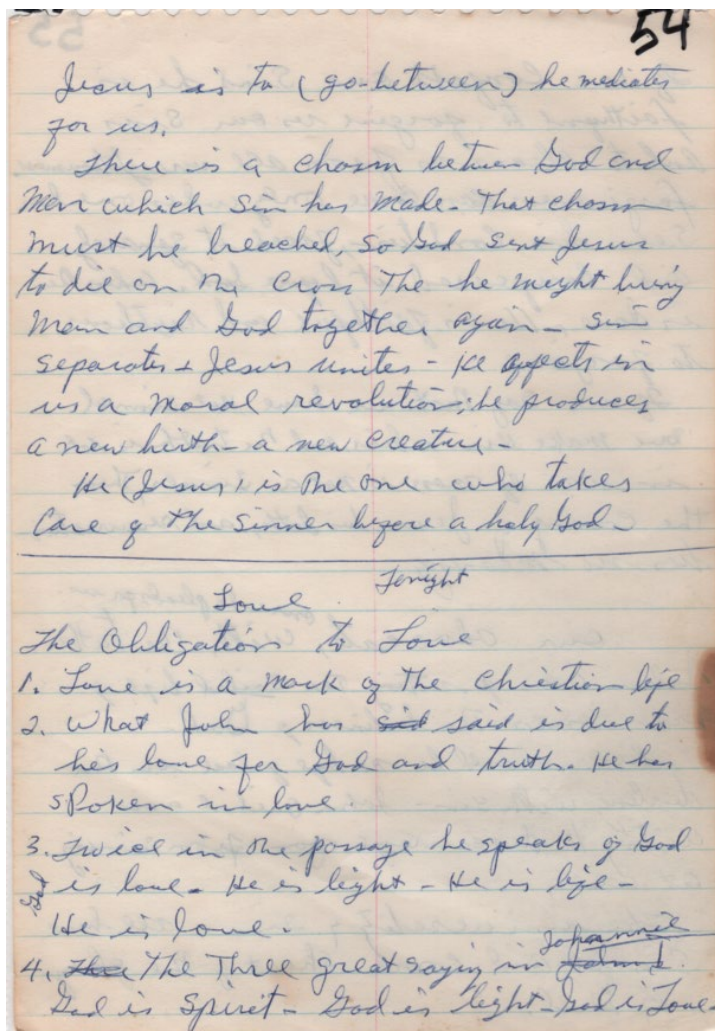 54
Jesus is to (go-between) he mediates
for us.
There is a chasm between God and
Man which Sin has made. That chasm
must be breached, so God sent Jesus
to die on the Cross The he might bring
Man and God together again - Sin
separates + Jesus unites - He effects in
us a moral revolution; he produces
a new birth - a new creature -
He (Jesus) is the one who takes
Care of the sinner before a holy God -
Tonight
Love
The Obligation to Love
1. Love is a mark of the Christian life
2. What John has said said is due to
his love for God and truth. He has
spoken in love.
3. Twice in the passage he speaks of God
God is love - He is light - He is life -
He is love.
Johannie
4. The Three great saying in
God is Spirit - God is light - God is Love -